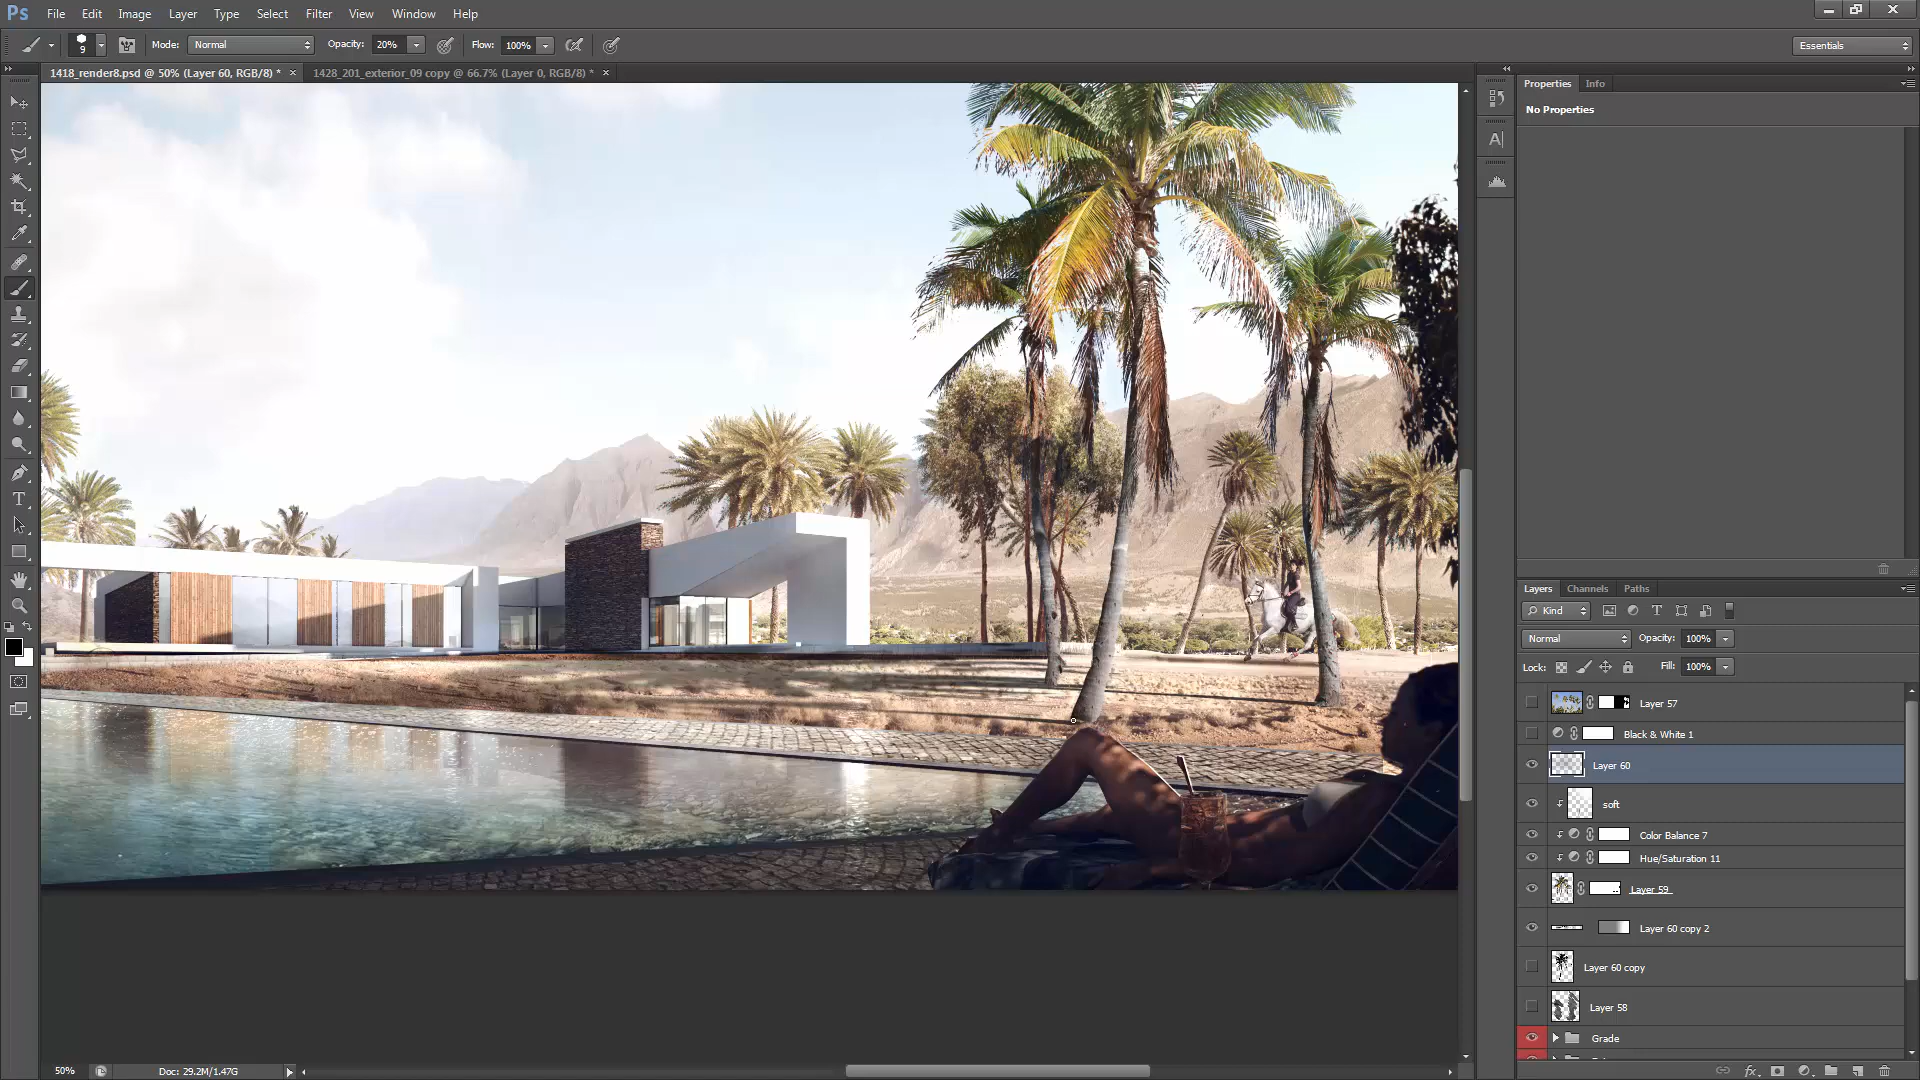 Ps File Edit Image Layer Type Select Filter View Window Help
9 Mode: Normal Opacity: 20% Flow: 100% Essentials
1418_render8.psd @ 50% (Layer 60, RGB/8) * × 1428_201_exterior_09 copy @ 66.7% (Layer 0, RGB/8) * ×
Properties Info
No Properties
Layers Channels Paths
Kind
Normal Opacity: 100%
Lock: Fill: 100%
Layer 57
Black & White 1
Layer 60
soft
Color Balance 7
Hue/Saturation 11
Layer 59
Layer 60 copy 2
Layer 60 copy
Layer 58
Grade
50% Doc: 29.2M/1.47G